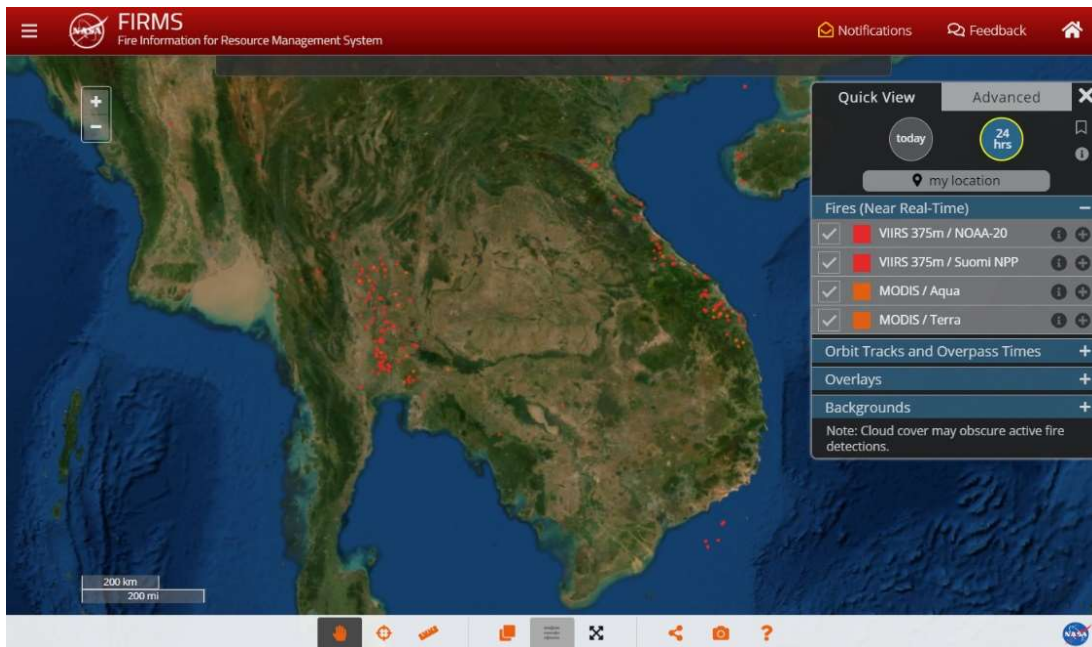 NASA
FIRMS
Fire Information for Resource Management System
Notifications
Feedback
+
−
Quick View
Advanced
today
24
hrs
my location
Fires (Near Real-Time)
VIIRS 375m / NOAA-20
VIIRS 375m / Suomi NPP
MODIS / Aqua
MODIS / Terra
Orbit Tracks and Overpass Times
Overlays
Backgrounds
Note: Cloud cover may obscure active fire
detections.
200 km
200 mi
?
NASA